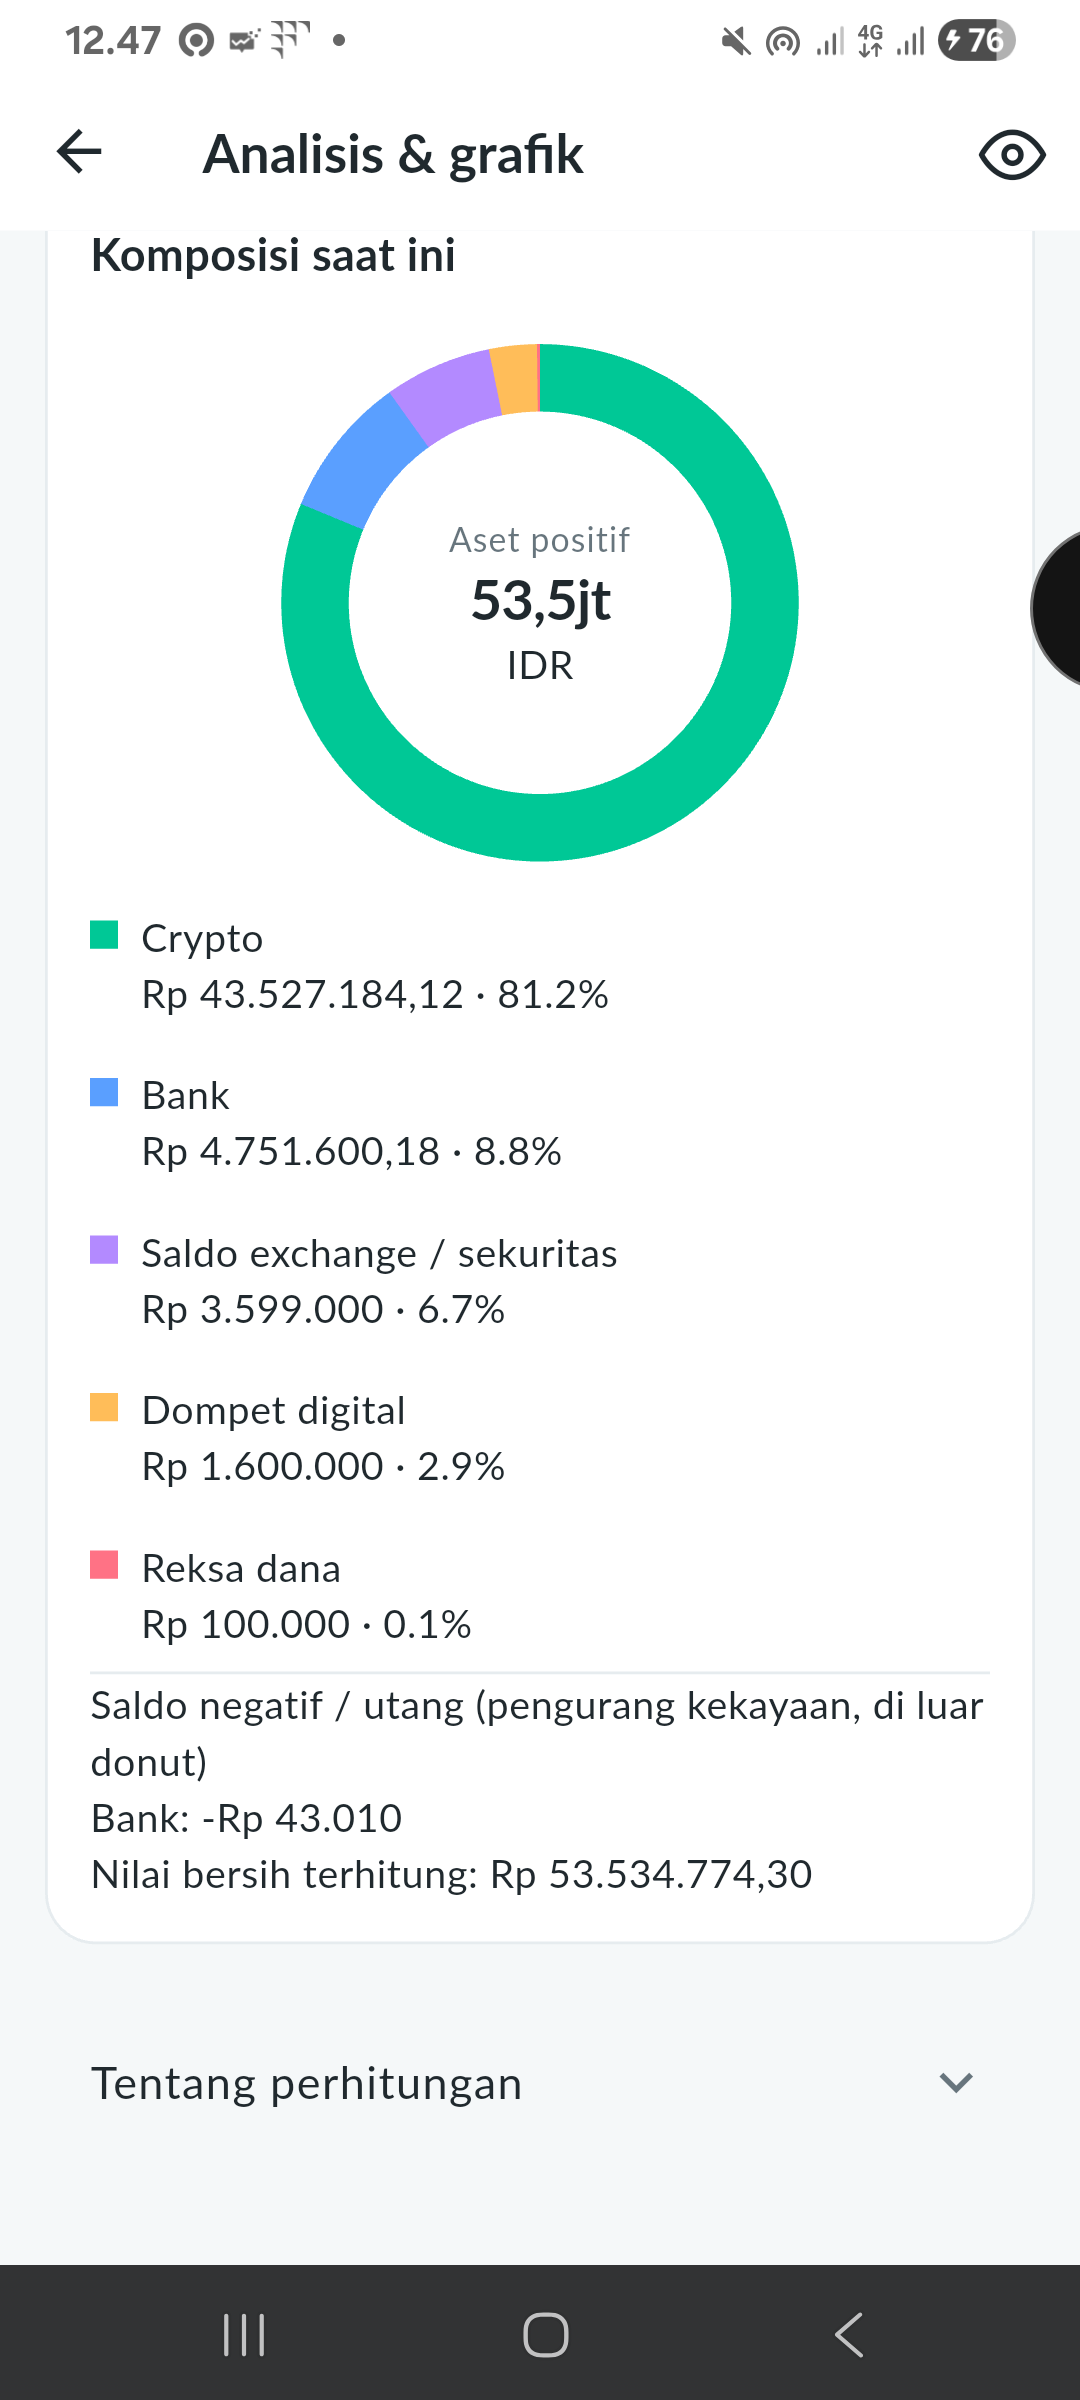 12.47
4G
76
Analisis & grafik
Komposisi saat ini
Aset positif
53,5jt
IDR
Crypto
Rp 43.527.184,12 · 81.2%
Bank
Rp 4.751.600,18 · 8.8%
Saldo exchange / sekuritas
Rp 3.599.000 · 6.7%
Dompet digital
Rp 1.600.000 · 2.9%
Reksa dana
Rp 100.000 · 0.1%
Saldo negatif / utang (pengurang kekayaan, di luar
donut)
Bank: -Rp 43.010
Nilai bersih terhitung: Rp 53.534.774,30
Tentang perhitungan